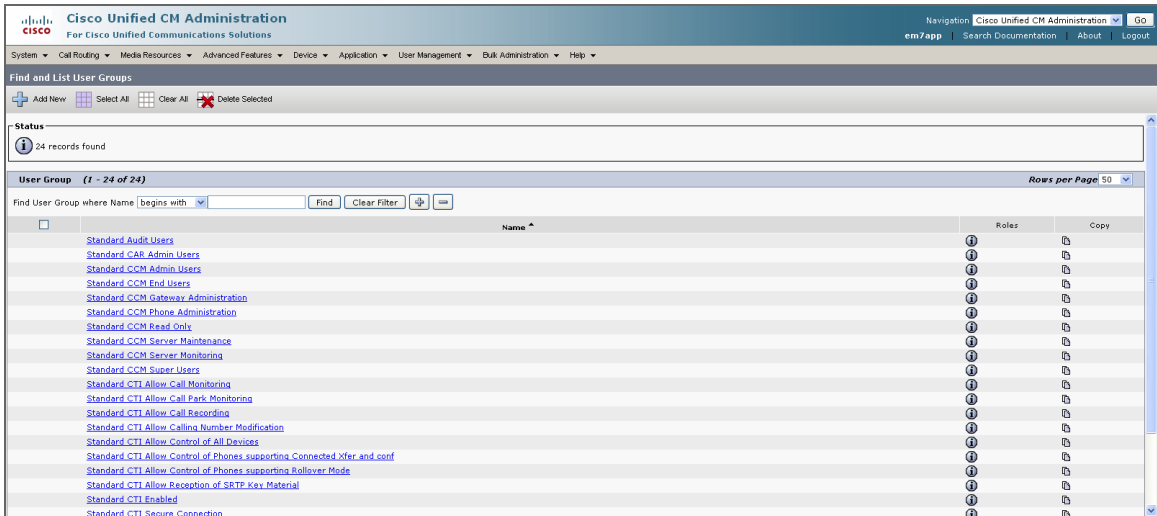 Cisco Unified CM Administration
CISCO For Cisco Unified Communications Solutions
Navigation Cisco Unified CM Administration Go
em7app | Search Documentation | About | Logout
System Call Routing Media Resources Advanced Features Device Application User Management Bulk Administration Help
Find and List User Groups
Add New Select All Clear All Delete Selected
Status
24 records found
User Group (1 - 24 of 24) Rows per Page 50
Find User Group where Name begins with Find Clear Filter
Name Roles Copy
Standard Audit Users
Standard CAR Admin Users
Standard CCM Admin Users
Standard CCM End Users
Standard CCM Gateway Administration
Standard CCM Phone Administration
Standard CCM Read Only
Standard CCM Server Maintenance
Standard CCM Server Monitoring
Standard CCM Super Users
Standard CTI Allow Call Monitoring
Standard CTI Allow Call Park Monitoring
Standard CTI Allow Call Recording
Standard CTI Allow Calling Number Modification
Standard CTI Allow Control of All Devices
Standard CTI Allow Control of Phones supporting Connected Xfer and conf
Standard CTI Allow Control of Phones supporting Rollover Mode
Standard CTI Allow Reception of SRTP Key Material
Standard CTI Enabled
Standard CTI Secure Connection